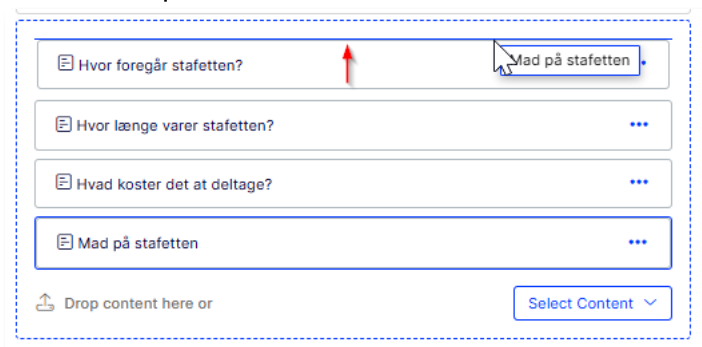 Hvor foregår stafetten?
Mad på stafetten
Hvor længe varer stafetten?
Hvad koster det at deltage?
Mad på stafetten
Drop content here or
Select Content